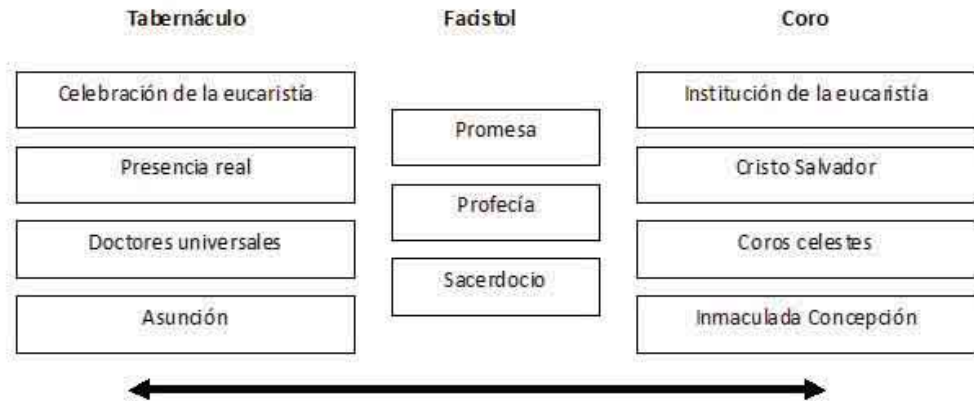 Tabernáculo
Celebración de la eucaristía
Presencia real
Doctores universales
Asunción
Facistol
Promesa
Profecía
Sacerdocio
Coro
Institución de la eucaristía
Cristo Salvador
Coros celestes
Inmaculada Concepción